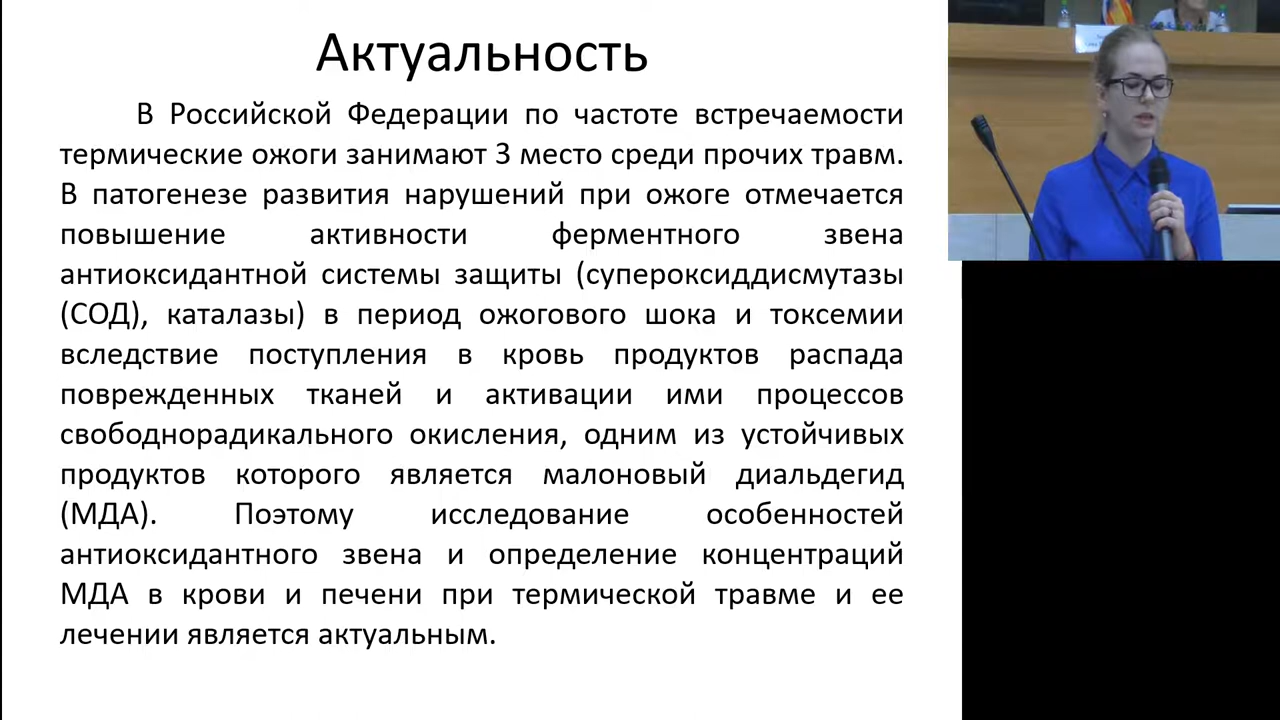 Актуальность
В Российской Федерации по частоте встречаемости
термические ожоги занимают 3 место среди прочих травм.
В патогенезе развития нарушений при ожоге отмечается
повышение активности ферментного звена
антиоксидантной системы защиты (супероксиддисмутазы
(СОД), каталазы) в период ожогового шока и токсемии
вследствие поступления в кровь продуктов распада
поврежденных тканей и активации ими процессов
свободнорадикального окисления, одним из устойчивых
продуктов которого является малоновый диальдегид
(МДА). Поэтому исследование особенностей
антиоксидантного звена и определение концентраций
МДА в крови и печени при термической травме и ее
лечении является актуальным.